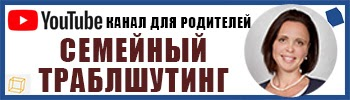 YouTube КАНАЛ ДЛЯ РОДИТЕЛЕЙ
СЕМЕЙНЫЙ
ТРАБЛШУТИНГ